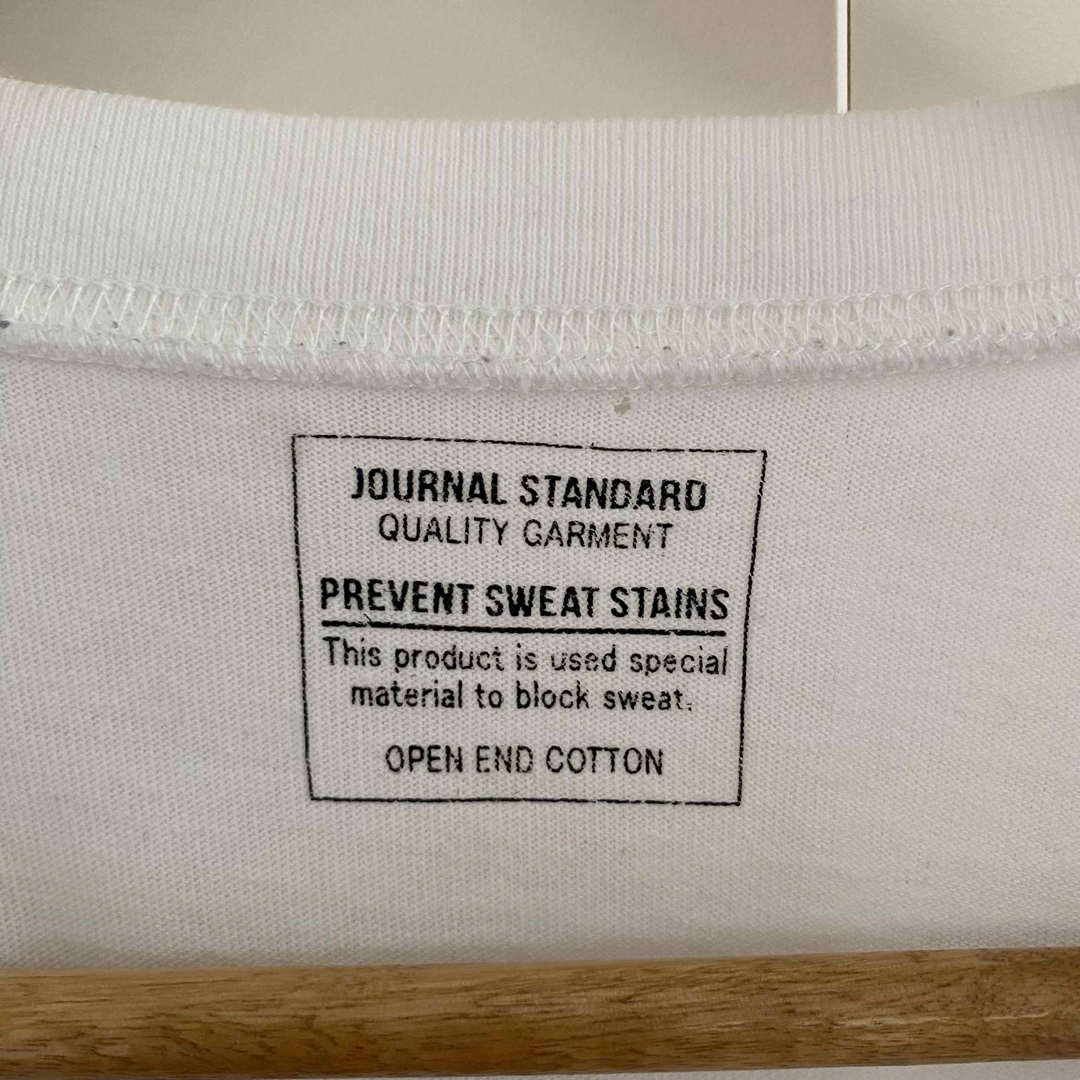 JOURNAL STANDARD
QUALITY GARMENT
PREVENT SWEAT STAINS
This product is used special
material to block sweat.
OPEN END COTTON